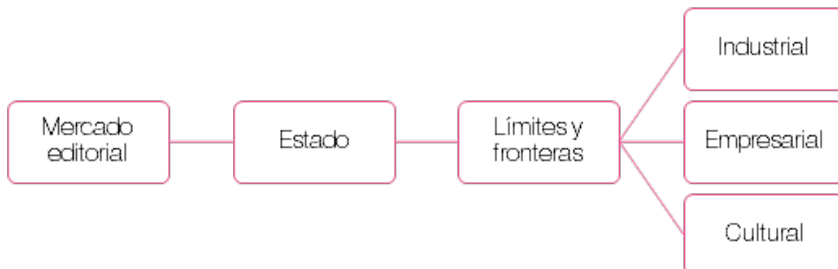 Mercado
editorial
Estado
Límites y
fronteras
Industrial
Empresarial
Cultural